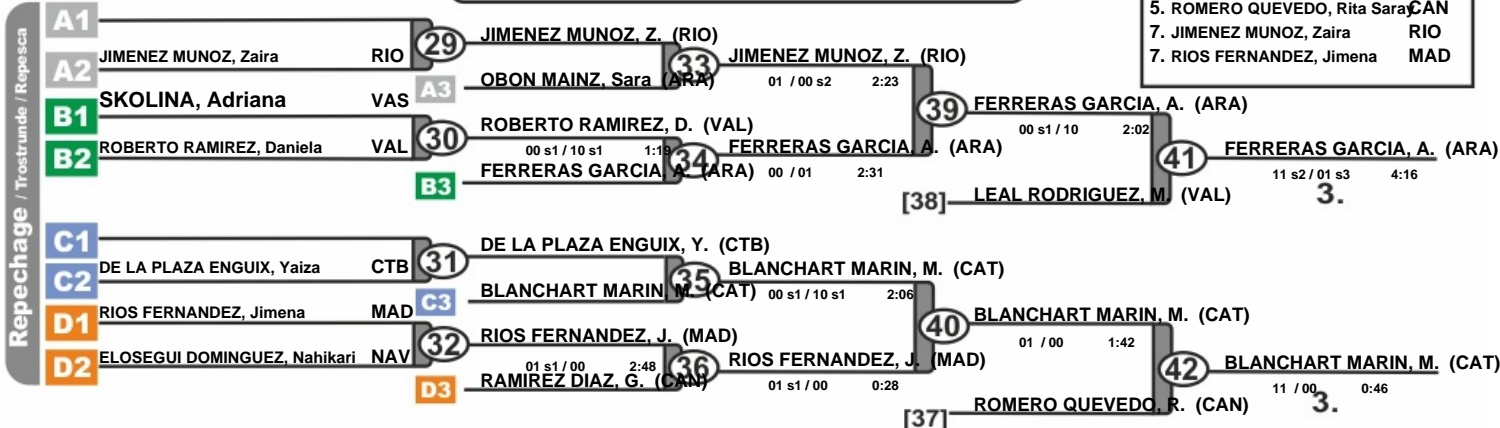 5. ROMERO QUEVEDO, Rita Saray CAN
7. JIMENEZ MUNOZ, Zaira RIO
7. RIOS FERNANDEZ, Jimena MAD
Repechage / Trostrunde / Repesca
A1
A2 JIMENEZ MUNOZ, Zaira RIO
29
JIMENEZ MUNOZ, Z. (RIO)
A3 OBON MAINZ, Sara (ARA)
33
JIMENEZ MUNOZ, Z. (RIO)
01 / 00 s2 2:23
B1 SKOLINA, Adriana VAS
B2 ROBERTO RAMIREZ, Daniela VAL
30
ROBERTO RAMIREZ, D. (VAL)
00 s1 / 10 s1 1:19
B3 FERRERAS GARCIA, A. (ARA)
34
FERRERAS GARCIA, A. (ARA)
00 / 01 2:31
39
FERRERAS GARCIA, A. (ARA)
00 s1 / 10 2:02
[38] LEAL RODRIGUEZ, M. (VAL)
41
FERRERAS GARCIA, A. (ARA)
11 s2 / 01 s3 4:16
3.
C1
C2 DE LA PLAZA ENGUIX, Yaiza CTB
31
DE LA PLAZA ENGUIX, Y. (CTB)
C3 BLANCHART MARIN, M. (CAT)
35
BLANCHART MARIN, M. (CAT)
00 s1 / 10 s1 2:06
D1 RIOS FERNANDEZ, Jimena MAD
D2 ELOSEGUI DOMINGUEZ, Nahikari NAV
32
RIOS FERNANDEZ, J. (MAD)
01 s1 / 00 2:48
D3 RAMIREZ DIAZ, G. (CAN)
36
RIOS FERNANDEZ, J. (MAD)
01 s1 / 00 0:28
40
BLANCHART MARIN, M. (CAT)
01 / 00 1:42
[37] ROMERO QUEVEDO, R. (CAN)
42
BLANCHART MARIN, M. (CAT)
11 / 00 0:46
3.